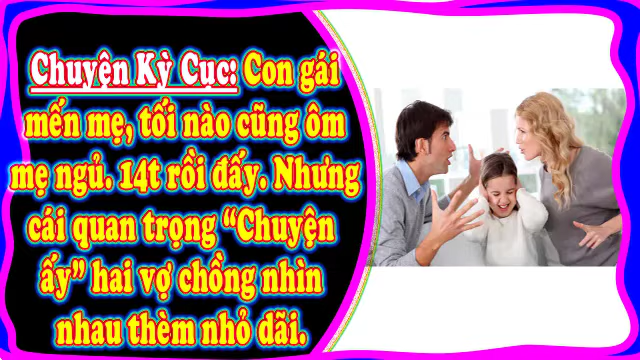 Chuyện Kỳ Cục: Con gái
mến mẹ, tối nào cũng ôm
mẹ ngủ. 14t rồi đấy. Nhưng
cái quan trọng “Chuyện
ấy” hai vợ chồng nhìn
nhau thèm nhỏ dãi.